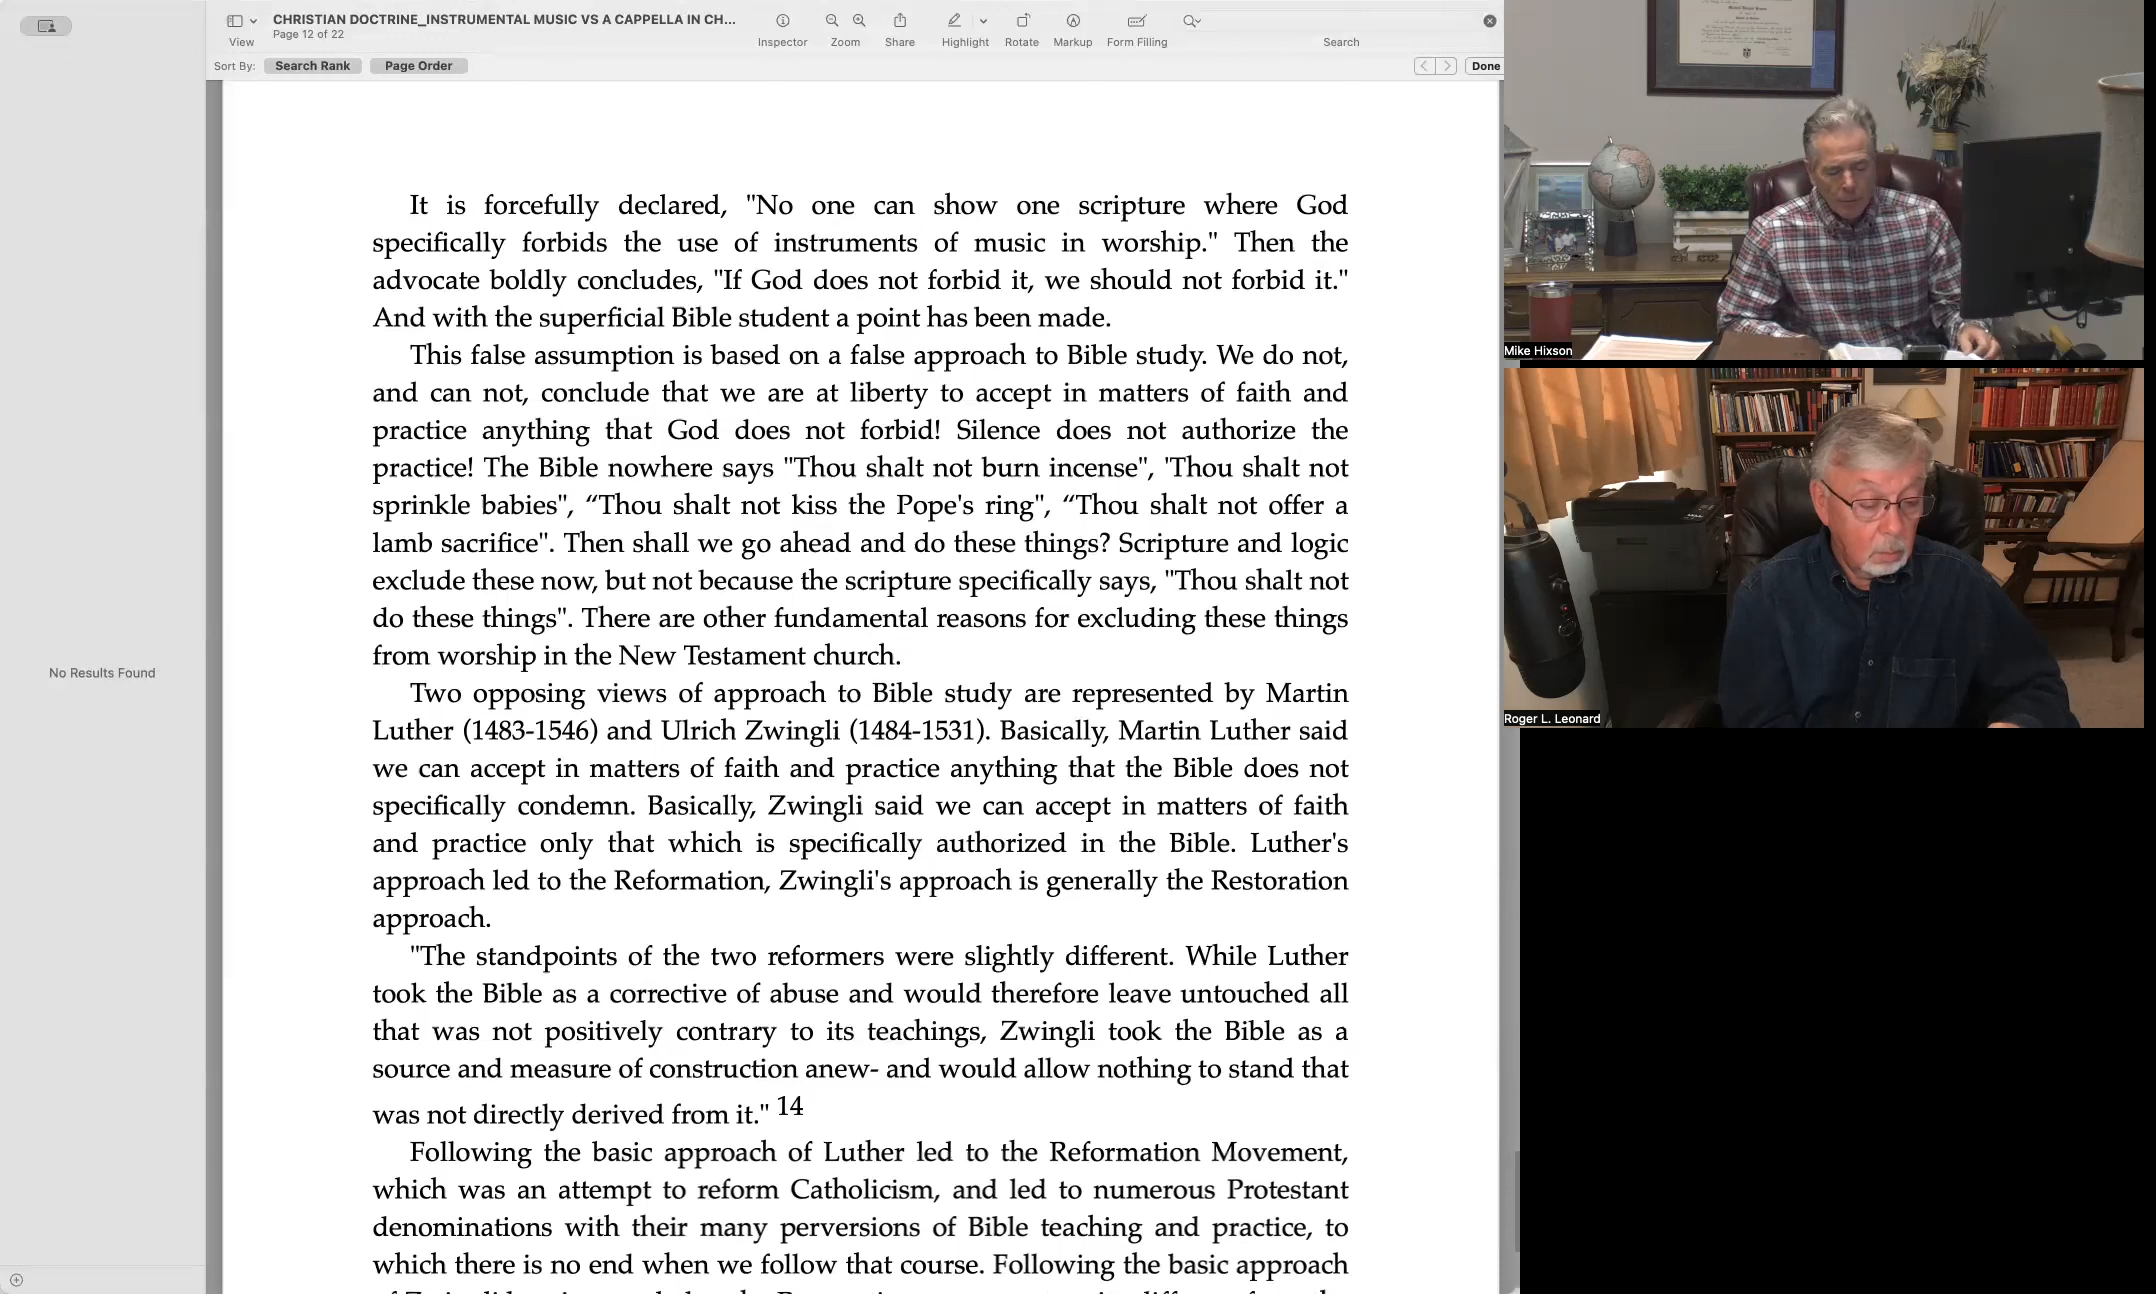 CHRISTIAN DOCTRINE_INSTRUMENTAL MUSIC VS A CAPPELLA IN CH...
Page 12 of 22
View
Inspector
Zoom
Share
Highlight
Rotate
Markup
Form Filling
Search
Sort By:
Search Rank
Page Order
Done
No Results Found
It is forcefully declared, "No one can show one scripture where God
specifically forbids the use of instruments of music in worship." Then the
advocate boldly concludes, "If God does not forbid it, we should not forbid it."
And with the superficial Bible student a point has been made.
This false assumption is based on a false approach to Bible study. We do not,
and can not, conclude that we are at liberty to accept in matters of faith and
practice anything that God does not forbid! Silence does not authorize the
practice! The Bible nowhere says "Thou shalt not burn incense", 'Thou shalt not
sprinkle babies", “Thou shalt not kiss the Pope's ring", “Thou shalt not offer a
lamb sacrifice". Then shall we go ahead and do these things? Scripture and logic
exclude these now, but not because the scripture specifically says, "Thou shalt not
do these things". There are other fundamental reasons for excluding these things
from worship in the New Testament church.
Two opposing views of approach to Bible study are represented by Martin
Luther (1483-1546) and Ulrich Zwingli (1484-1531). Basically, Martin Luther said
we can accept in matters of faith and practice anything that the Bible does not
specifically condemn. Basically, Zwingli said we can accept in matters of faith
and practice only that which is specifically authorized in the Bible. Luther's
approach led to the Reformation, Zwingli's approach is generally the Restoration
approach.
"The standpoints of the two reformers were slightly different. While Luther
took the Bible as a corrective of abuse and would therefore leave untouched all
that was not positively contrary to its teachings, Zwingli took the Bible as a
source and measure of construction anew- and would allow nothing to stand that
was not directly derived from it." 14
Following the basic approach of Luther led to the Reformation Movement,
which was an attempt to reform Catholicism, and led to numerous Protestant
denominations with their many perversions of Bible teaching and practice, to
which there is no end when we follow that course. Following the basic approach
Mike Hixson
Roger L. Leonard